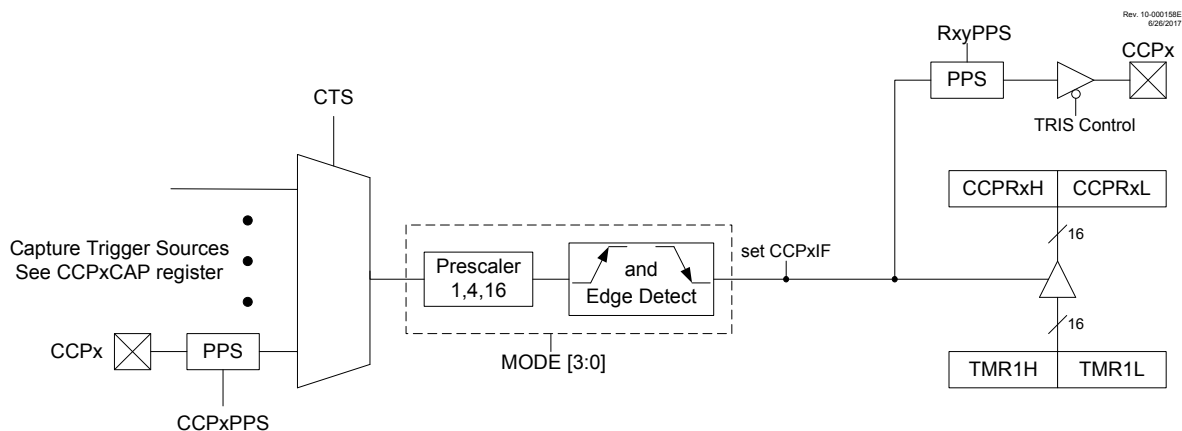 Rev. 10-000158E
6/26/2017
RxyPPS
CCPx
PPS
CTS
TRIS Control
CCPRxH
CCPRxL
16
Capture Trigger Sources
See CCPxCAP register
Prescaler
1,4,16
and
Edge Detect
set CCPxIF
16
CCPx
PPS
MODE [3:0]
TMR1H
TMR1L
CCPxPPS